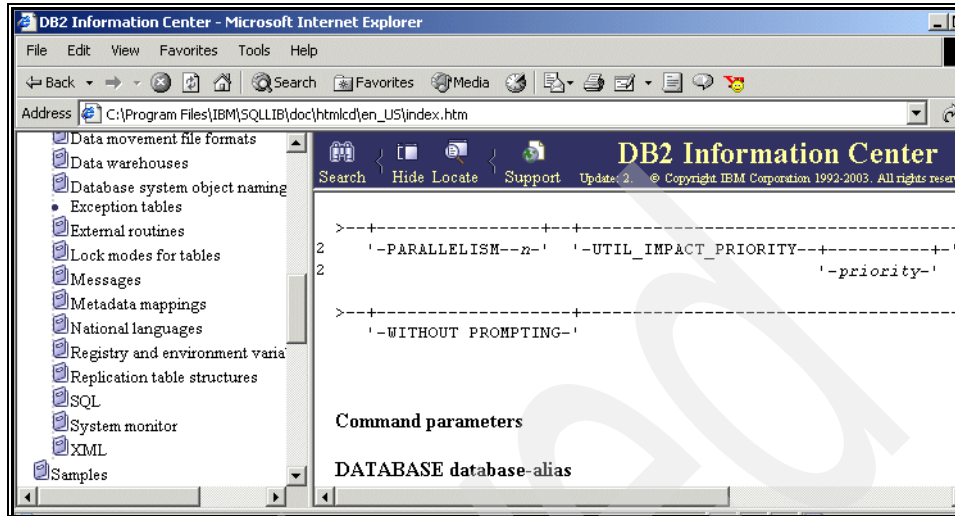 DB2 Information Center - Microsoft Internet Explorer
File Edit View Favorites Tools Help
Back Search Favorites Media
Address C:\Program Files\IBM\SQLLIB\doc\htmlcd\en_US\index.htm
Data movement file formats
Data warehouses
Database system object naming
Exception tables
External routines
Lock modes for tables
Messages
Metadata mappings
National languages
Registry and environment varia
Replication table structures
SQL
System monitor
XML
Samples
DB2 Information Center
Search Hide Locate Support Update: 2. © Copyright IBM Corporation 1992-2003. All rights reser
>--+-----------------+--+---------------------------------------
2 '-PARALLELISM--n-' '-UTIL_IMPACT_PRIORITY--+----------+-'
2 '-priority-'
>--+-------------------+----------------------------------------
'-WITHOUT PROMPTING-'
Command parameters
DATABASE database-alias